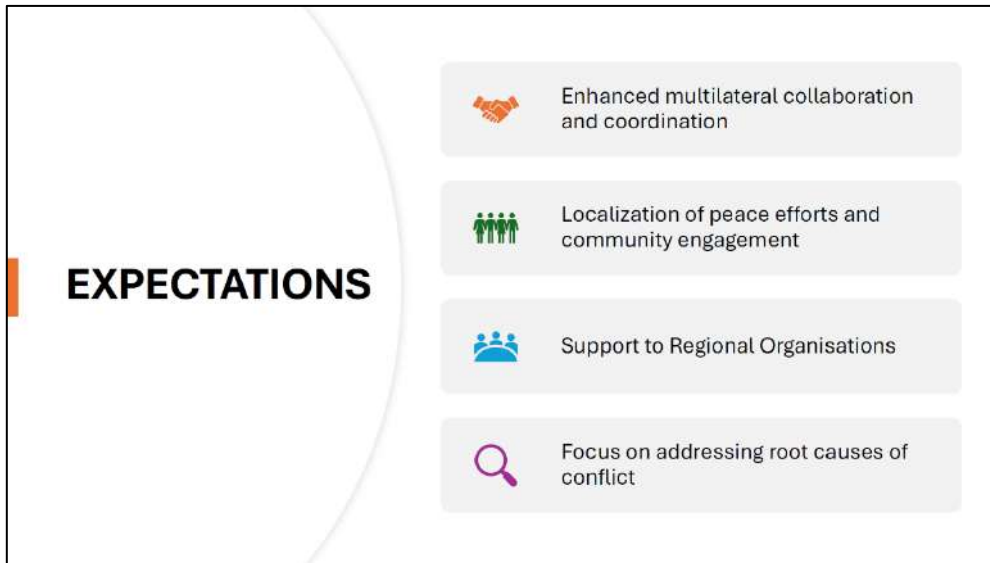 EXPECTATIONS
Enhanced multilateral collaboration
and coordination
Localization of peace efforts and
community engagement
Support to Regional Organisations
Focus on addressing root causes of
conflict